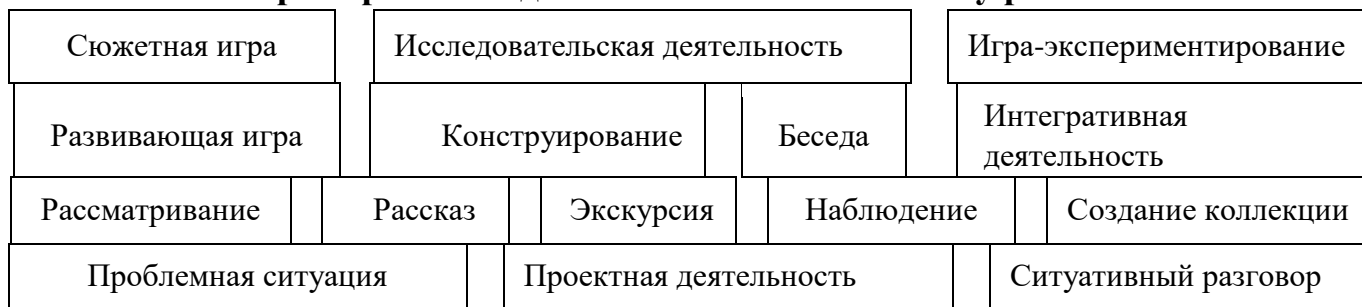 Сюжетная игра Исследовательская деятельность Игра-экспериментирование
Развивающая игра Конструирование Беседа Интегративная
деятельность
Рассматривание Рассказ Экскурсия Наблюдение Создание коллекции
Проблемная ситуация Проектная деятельность Ситуативный разговор